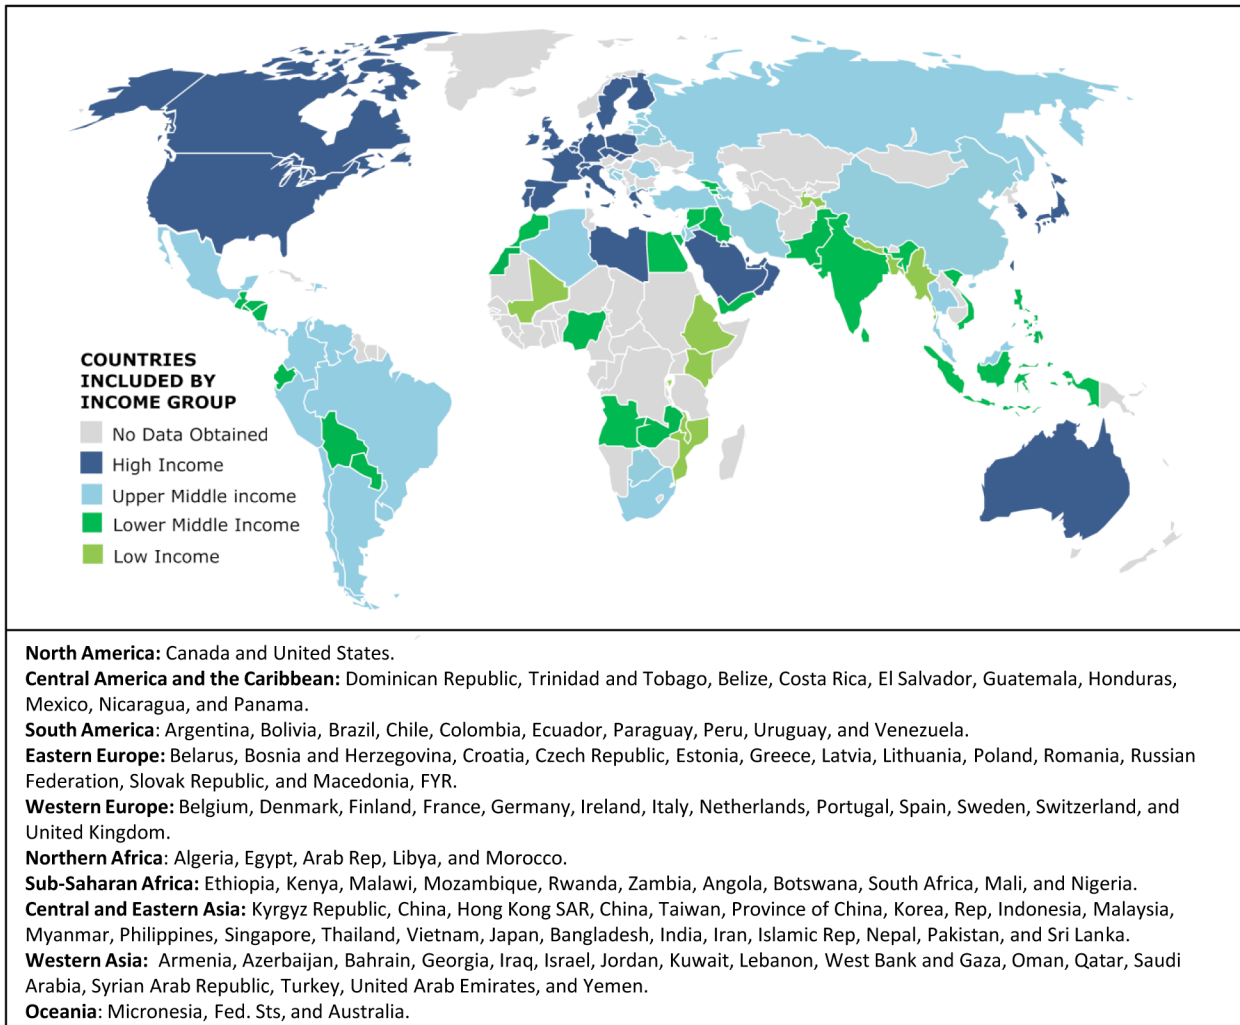 COUNTRIES
INCLUDED BY
INCOME GROUP
No Data Obtained
High Income
Upper Middle income
Lower Middle Income
Low Income
North America: Canada and United States.
Central America and the Caribbean: Dominican Republic, Trinidad and Tobago, Belize, Costa Rica, El Salvador, Guatemala, Honduras,
Mexico, Nicaragua, and Panama.
South America: Argentina, Bolivia, Brazil, Chile, Colombia, Ecuador, Paraguay, Peru, Uruguay, and Venezuela.
Eastern Europe: Belarus, Bosnia and Herzegovina, Croatia, Czech Republic, Estonia, Greece, Latvia, Lithuania, Poland, Romania, Russian
Federation, Slovak Republic, and Macedonia, FYR.
Western Europe: Belgium, Denmark, Finland, France, Germany, Ireland, Italy, Netherlands, Portugal, Spain, Sweden, Switzerland, and
United Kingdom.
Northern Africa: Algeria, Egypt, Arab Rep, Libya, and Morocco.
Sub-Saharan Africa: Ethiopia, Kenya, Malawi, Mozambique, Rwanda, Zambia, Angola, Botswana, South Africa, Mali, and Nigeria.
Central and Eastern Asia: Kyrgyz Republic, China, Hong Kong SAR, China, Taiwan, Province of China, Korea, Rep, Indonesia, Malaysia,
Myanmar, Philippines, Singapore, Thailand, Vietnam, Japan, Bangladesh, India, Iran, Islamic Rep, Nepal, Pakistan, and Sri Lanka.
Western Asia: Armenia, Azerbaijan, Bahrain, Georgia, Iraq, Israel, Jordan, Kuwait, Lebanon, West Bank and Gaza, Oman, Qatar, Saudi
Arabia, Syrian Arab Republic, Turkey, United Arab Emirates, and Yemen.
Oceania: Micronesia, Fed. Sts, and Australia.